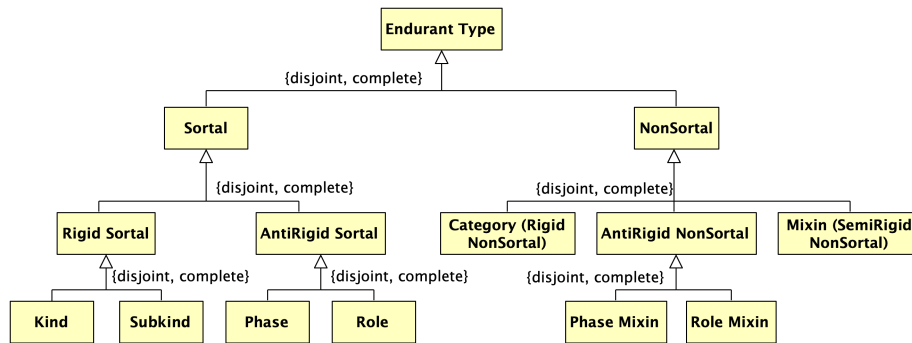 Endurant Type
{disjoint, complete}
Sortal
NonSortal
{disjoint, complete}
{disjoint, complete}
Rigid Sortal
AntiRigid Sortal
Category (Rigid
NonSortal)
AntiRigid NonSortal
Mixin (SemiRigid
NonSortal)
{disjoint, complete}
{disjoint, complete}
{disjoint, complete}
Kind
Subkind
Phase
Role
Phase Mixin
Role Mixin